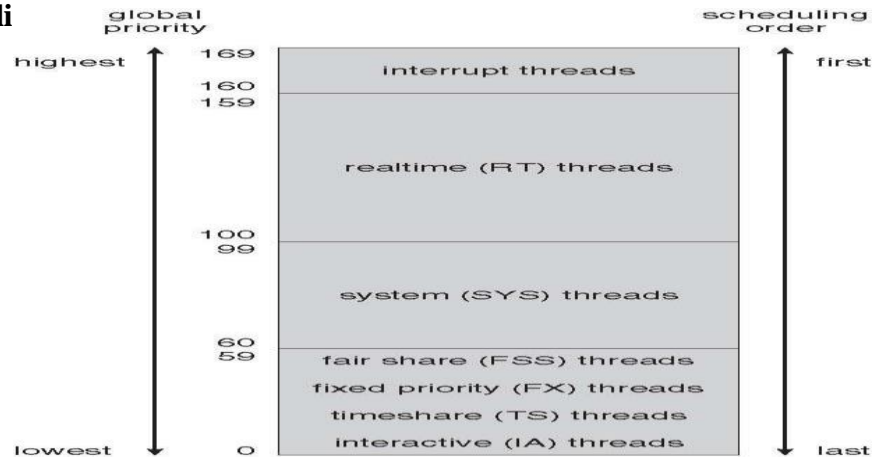 di
global
priority
scheduling
order
highest
169
interrupt threads
first
160
159
realtime (RT) threads
100
99
system (SYS) threads
60
59
fair share (FSS) threads
fixed priority (FX) threads
timeshare (TS) threads
lowest
0
interactive (IA) threads
last